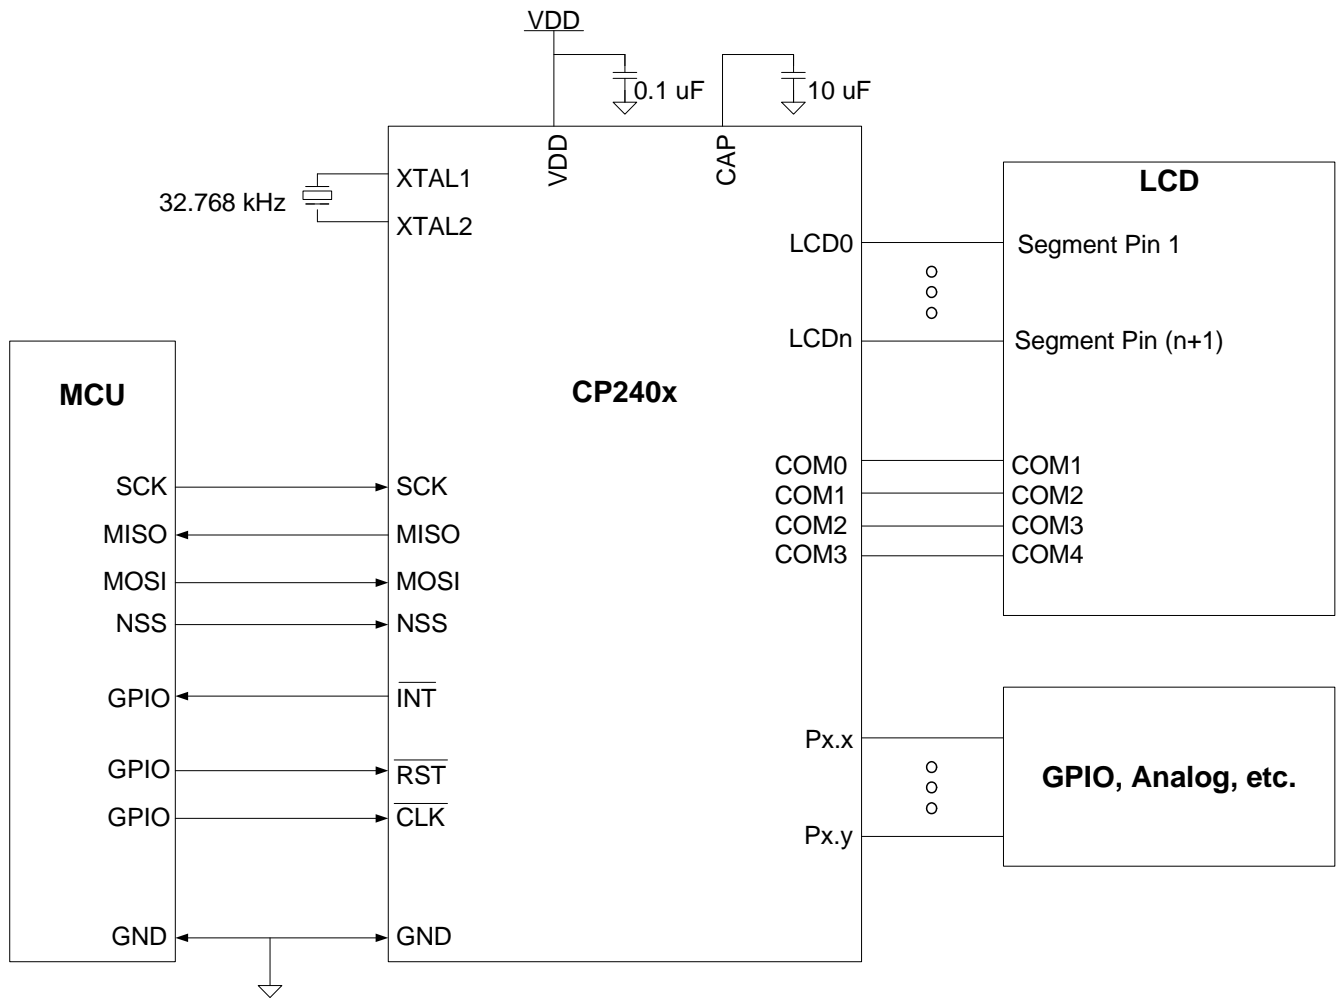 VDD
0.1 uF
10 uF
VDD
CAP
XTAL1
32.768 kHz
XTAL2
LCD
LCD0
Segment Pin 1
LCDn
Segment Pin (n+1)
MCU
CP240x
COM0
COM1
COM1
COM2
COM2
COM3
COM3
COM4
SCK
SCK
MISO
MISO
MOSI
MOSI
NSS
NSS
GPIO
INT
GPIO
RST
GPIO
CLK
Px.x
GPIO, Analog, etc.
Px.y
GND
GND